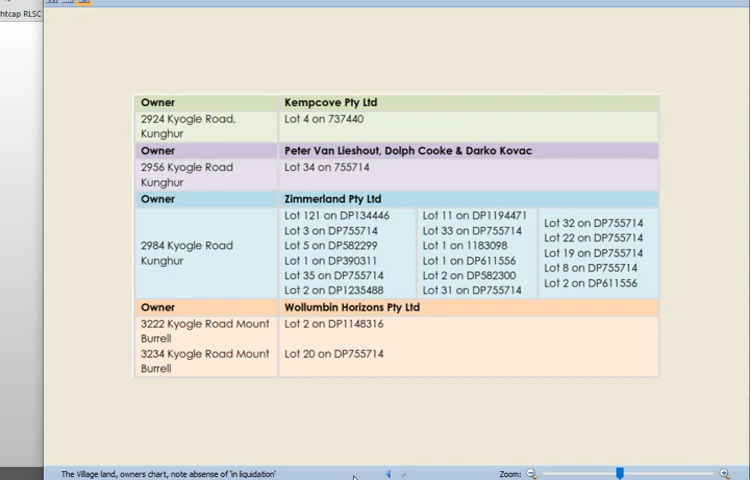 htcap RLSC
Owner Kempcove Pty Ltd
2924 Kyogle Road, Lot 4 on 737440
Kunghur
Owner Peter Van Lieshout, Dolph Cooke & Darko Kovac
2956 Kyogle Road Lot 34 on 755714
Kunghur
Owner Zimmerland Pty Ltd
2984 Kyogle Road
Kunghur
Lot 121 on DP134446
Lot 3 on DP755714
Lot 5 on DP582299
Lot 1 on DP390311
Lot 35 on DP755714
Lot 2 on DP1235488
Lot 11 on DP1194471
Lot 33 on DP755714
Lot 1 on 1183098
Lot 1 on DP611556
Lot 2 on DP582300
Lot 31 on DP755714
Lot 32 on DP755714
Lot 22 on DP755714
Lot 19 on DP755714
Lot 8 on DP755714
Lot 2 on DP611556
Owner Wollumbin Horizons Pty Ltd
3222 Kyogle Road Mount Lot 2 on DP1148316
Burrell
3234 Kyogle Road Mount Lot 20 on DP755714
Burrell
The Village land, owners chart, note absense of 'in liquidation' Zoom: